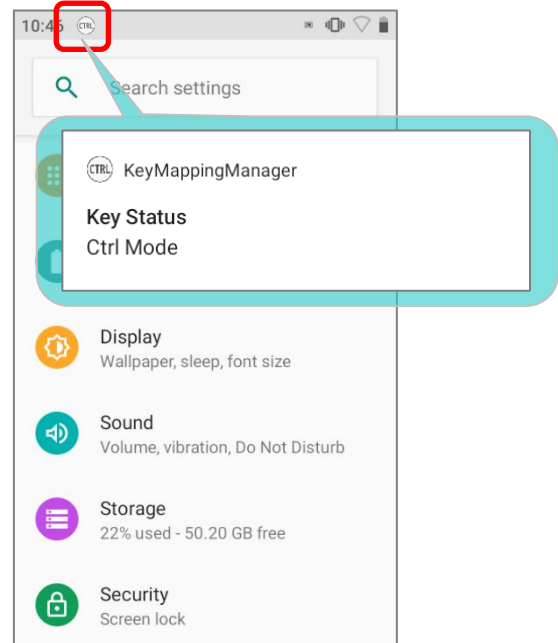 10:46 CTRL
Search settings
CTRL KeyMappingManager
Key Status
Ctrl Mode
Display
Wallpaper, sleep, font size
Sound
Volume, vibration, Do Not Disturb
Storage
22% used - 50.20 GB free
Security
Screen lock